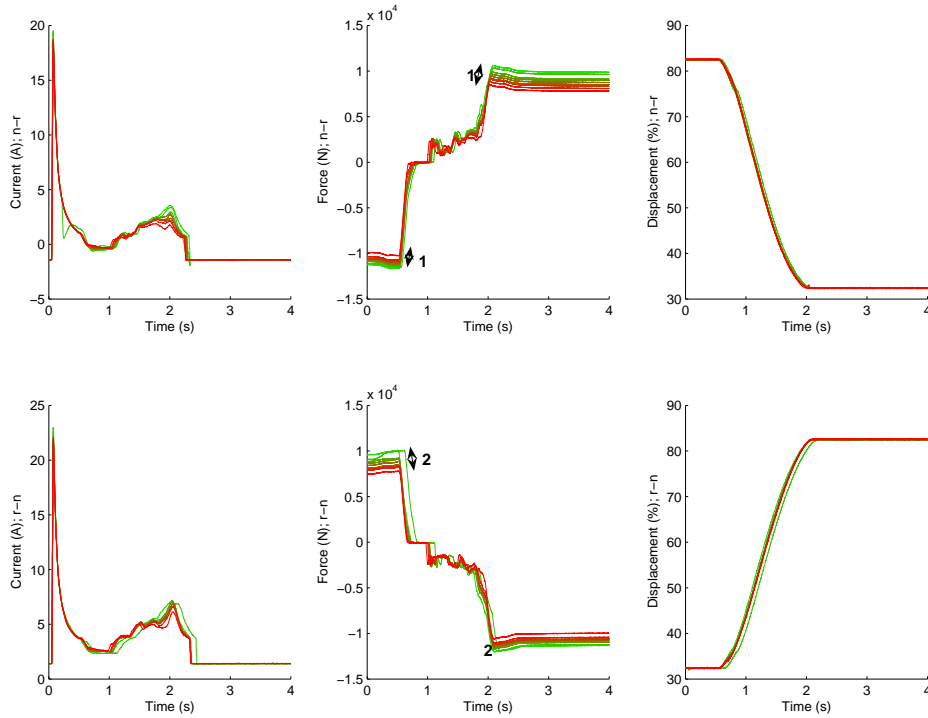 x 10⁴
20
15
10
5
0
−5
Current (A); n−r
0 1 2 3 4
Time (s)
1.5
1
0.5
0
−0.5
−1
−1.5
Force (N); n−r
1
1
0 1 2 3 4
Time (s)
90
80
70
60
50
40
30
Displacement (%); n−r
0 1 2 3 4
Time (s)
x 10⁴
25
20
15
10
5
0
Current (A); r−n
0 1 2 3 4
Time (s)
1.5
1
0.5
0
−0.5
−1
−1.5
Force (N); r−n
2
2
0 1 2 3 4
Time (s)
90
80
70
60
50
40
30
Displacement (%); r−n
0 1 2 3 4
Time (s)